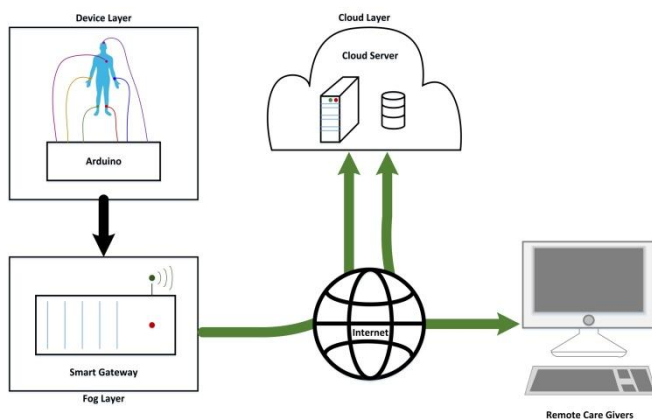 Device Layer
Arduino
Cloud Layer
Cloud Server
Smart Gateway
Fog Layer
Internet
Remote Care Givers